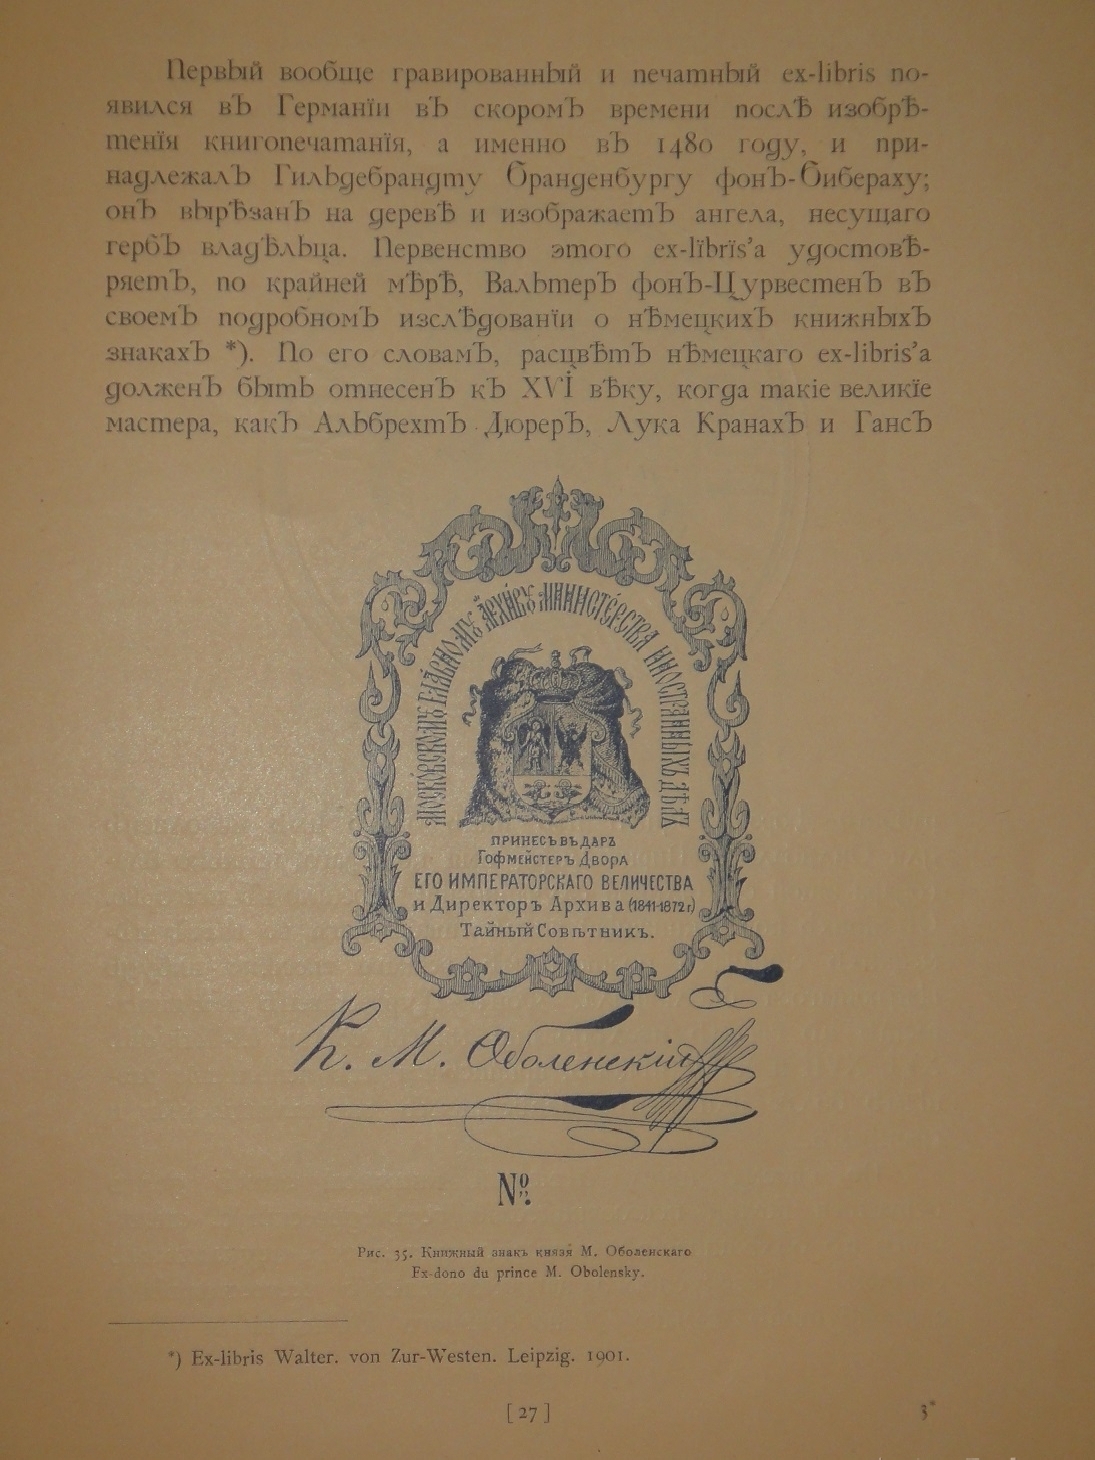 Первый вообще гравированный и печатный ex-libris по-
явился въ Германіи въ скоромъ времени послѣ изобрѣ-
тенія книгопечатанія, а именно въ 1480 году, и при-
надлежалъ Гильдебрандту Бранденбургу фонъ-Бибераху;
онъ вырѣзанъ на деревѣ и изображаетъ ангела, несущаго
гербъ владѣльца. Первенство этого ex-libris’a удостовѣ-
ряетъ, по крайней мѣрѣ, Вальтеръ фонъ-Цурвестенъ въ
своемъ подробномъ изслѣдованіи о нѣмецкихъ книжныхъ
знакахъ *). По его словамъ, расцвѣтъ нѣмецкаго ex-libris’a
долженъ быть отнесенъ къ XVI вѣку, когда такіе великіе
мастера, какъ Альбрехтъ Дюреръ, Лука Кранахъ и Гансъ
Московскомъ Главномъ Архивѣ Министерства Иностранныхъ Дѣлъ
ПРИНЕСЪ ВЪ ДАРЪ
Гофмейстеръ Двора
ЕГО ИМПЕРАТОРСКАГО ВЕЛИЧЕСТВА
и Директоръ Архива (1841-1872 г.)
Тайный Совѣтникъ.
К. М. Оболенскій
№
Рис. 35. Книжный знакъ князя М. Оболенскаго
Ex-dono du prince M. Obolensky.
*) Ex-libris Walter. von Zur-Westen. Leipzig. 1901.
[ 27 ]
3*